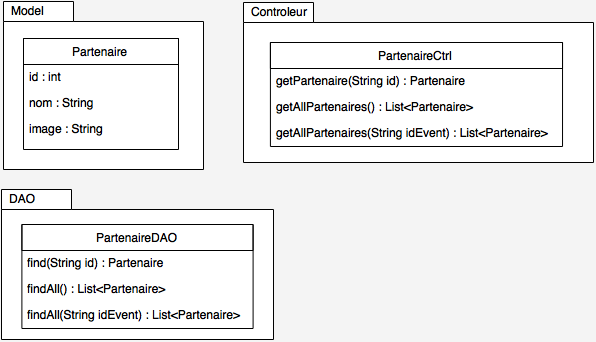 Model
Partenaire
id : int
nom : String
image : String
Controleur
PartenaireCtrl
getPartenaire(String id) : Partenaire
getAllPartenaires() : List<Partenaire>
getAllPartenaires(String idEvent) : List<Partenaire>
DAO
PartenaireDAO
find(String id) : Partenaire
findAll() : List<Partenaire>
findAll(String idEvent) : List<Partenaire>